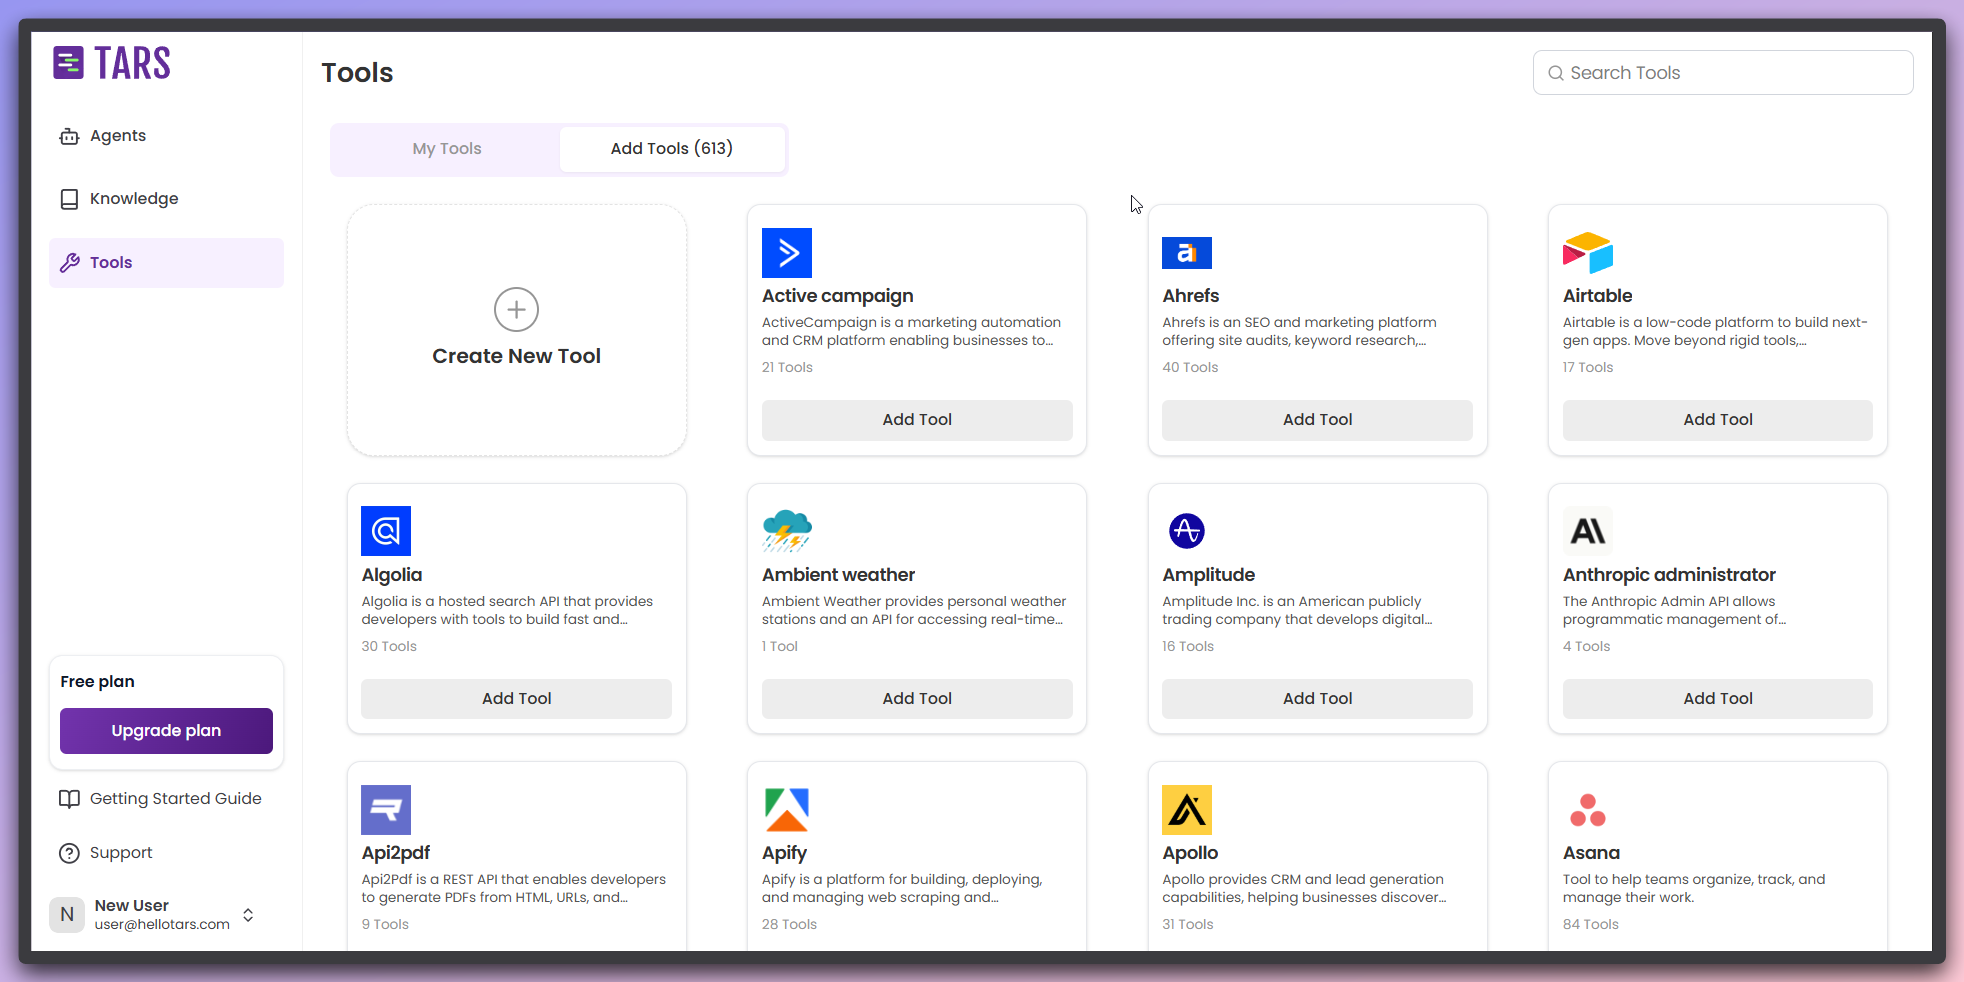 TARS
Agents
Knowledge
Tools
Free plan
Upgrade plan
Getting Started Guide
Support
N
New User
user@hellotars.com
Tools
Search Tools
My Tools
Add Tools (613)
Create New Tool
Active campaign
ActiveCampaign is a marketing automation
and CRM platform enabling businesses to...
21 Tools
Add Tool
Ahrefs
Ahrefs is an SEO and marketing platform
offering site audits, keyword research,...
40 Tools
Add Tool
Airtable
Airtable is a low-code platform to build next-
gen apps. Move beyond rigid tools,...
17 Tools
Add Tool
Algolia
Algolia is a hosted search API that provides
developers with tools to build fast and...
30 Tools
Add Tool
Ambient weather
Ambient Weather provides personal weather
stations and an API for accessing real-time...
1 Tool
Add Tool
Amplitude
Amplitude Inc. is an American publicly
trading company that develops digital...
16 Tools
Add Tool
Anthropic administrator
The Anthropic Admin API allows
programmatic management of...
4 Tools
Add Tool
Api2pdf
Api2Pdf is a REST API that enables developers
to generate PDFs from HTML, URLs, and...
9 Tools
Apify
Apify is a platform for building, deploying,
and managing web scraping and...
28 Tools
Apollo
Apollo provides CRM and lead generation
capabilities, helping businesses discover...
31 Tools
Asana
Tool to help teams organize, track, and
manage their work.
84 Tools